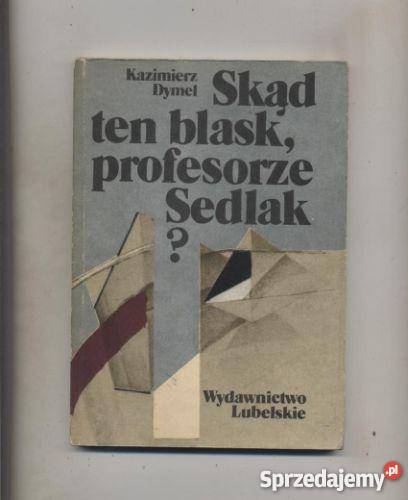 Kazimierz
Dymel
Skąd
ten blask,
profesorze
Sedlak
?
Wydawnictwo
Lubelskie
Sprzedajemy.pl